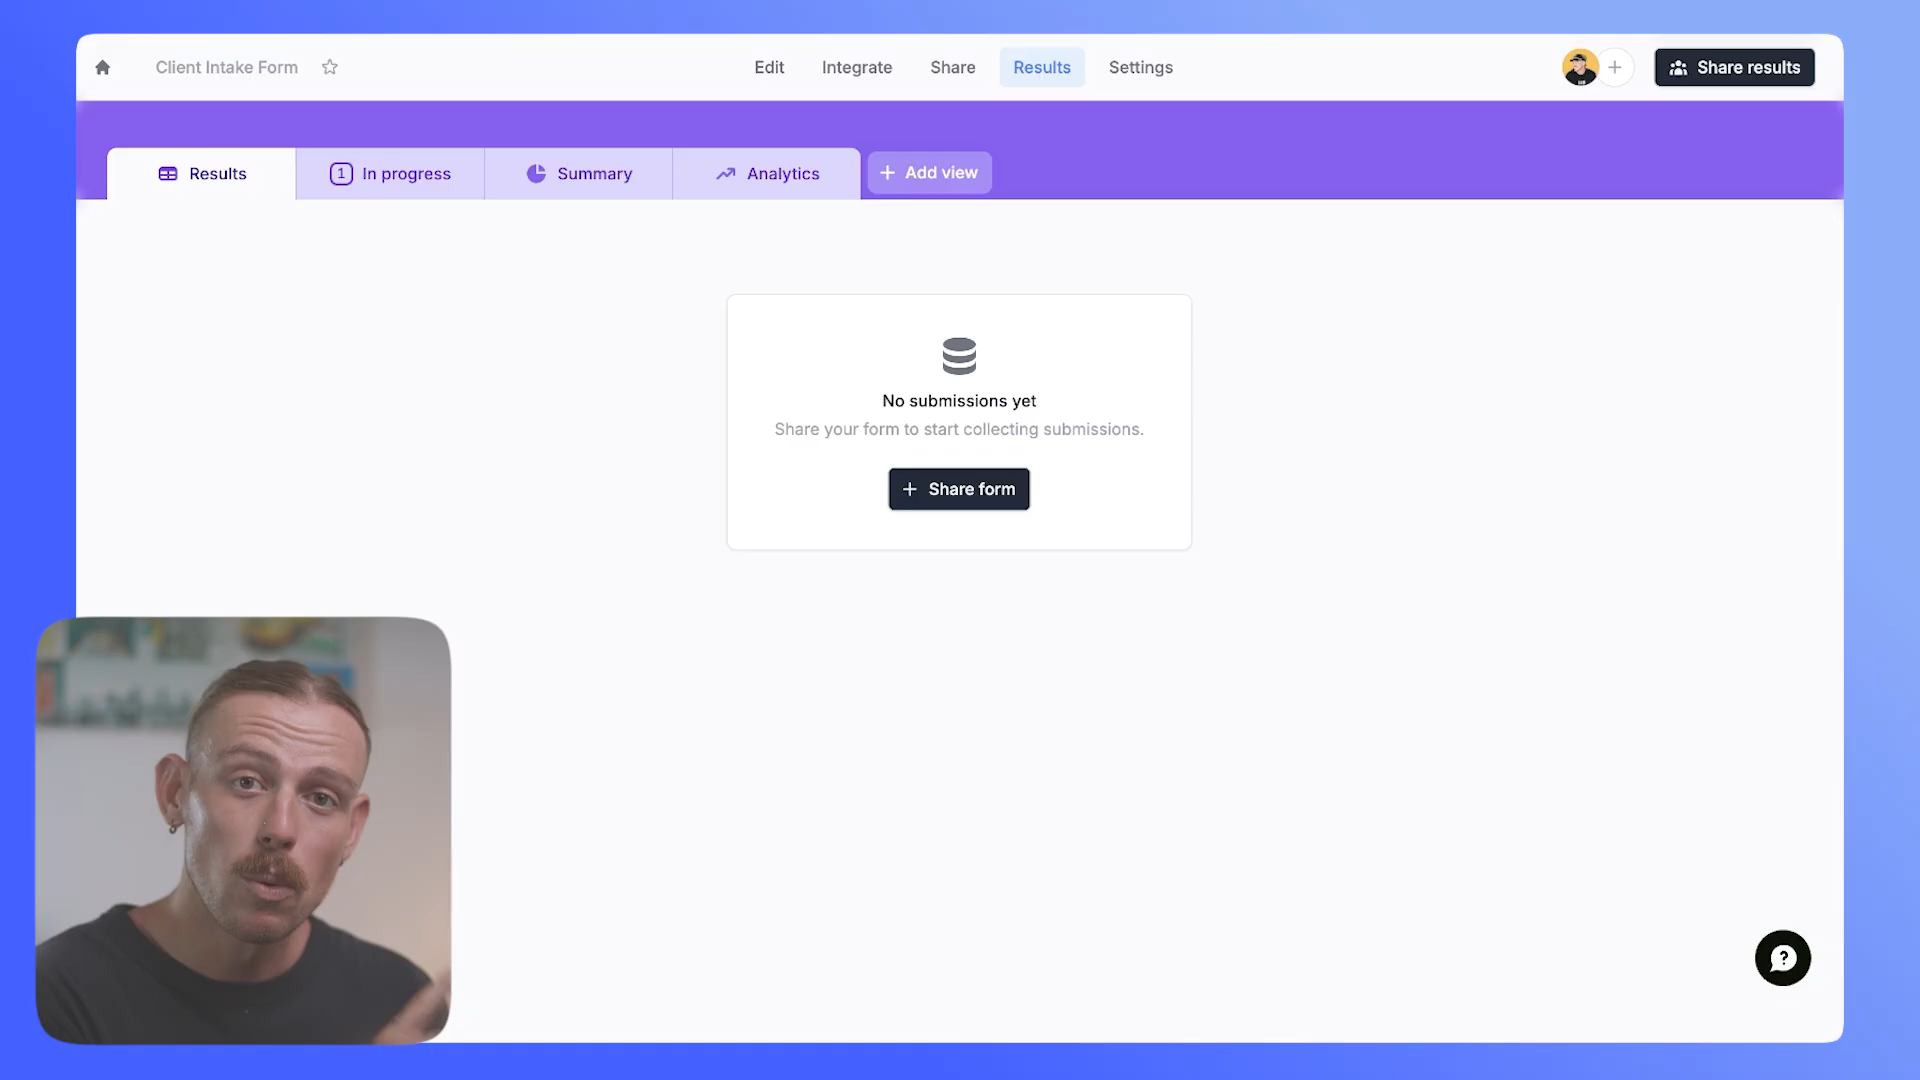 Client Intake Form
Edit Integrate Share Results Settings
+ Share results
Results 1 In progress Summary Analytics + Add view
No submissions yet
Share your form to start collecting submissions.
+ Share form
?